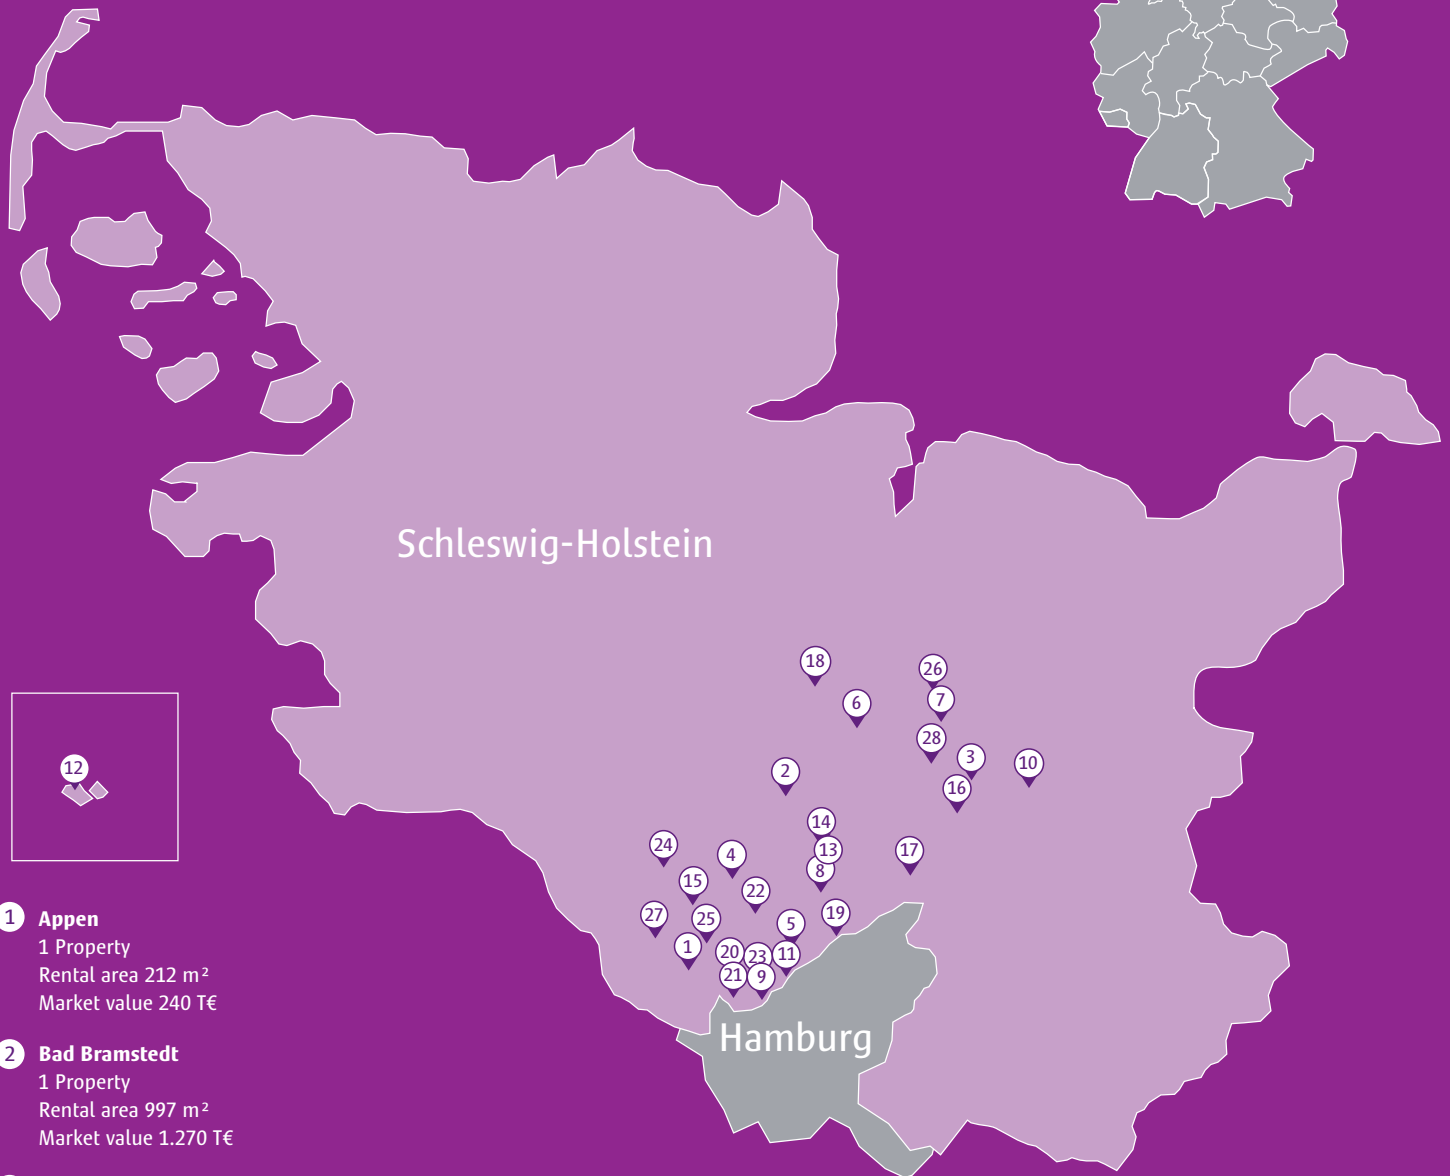 Schleswig-Holstein
18
26
6
7
28
3
10
2
16
12
14
24
4
13
17
8
15
22
27
25
5
19
1
20
23
11
21
9
Hamburg
1 Appen
1 Property
Rental area 212 m²
Market value 240 T€
2 Bad Bramstedt
1 Property
Rental area 997 m²
Market value 1.270 T€